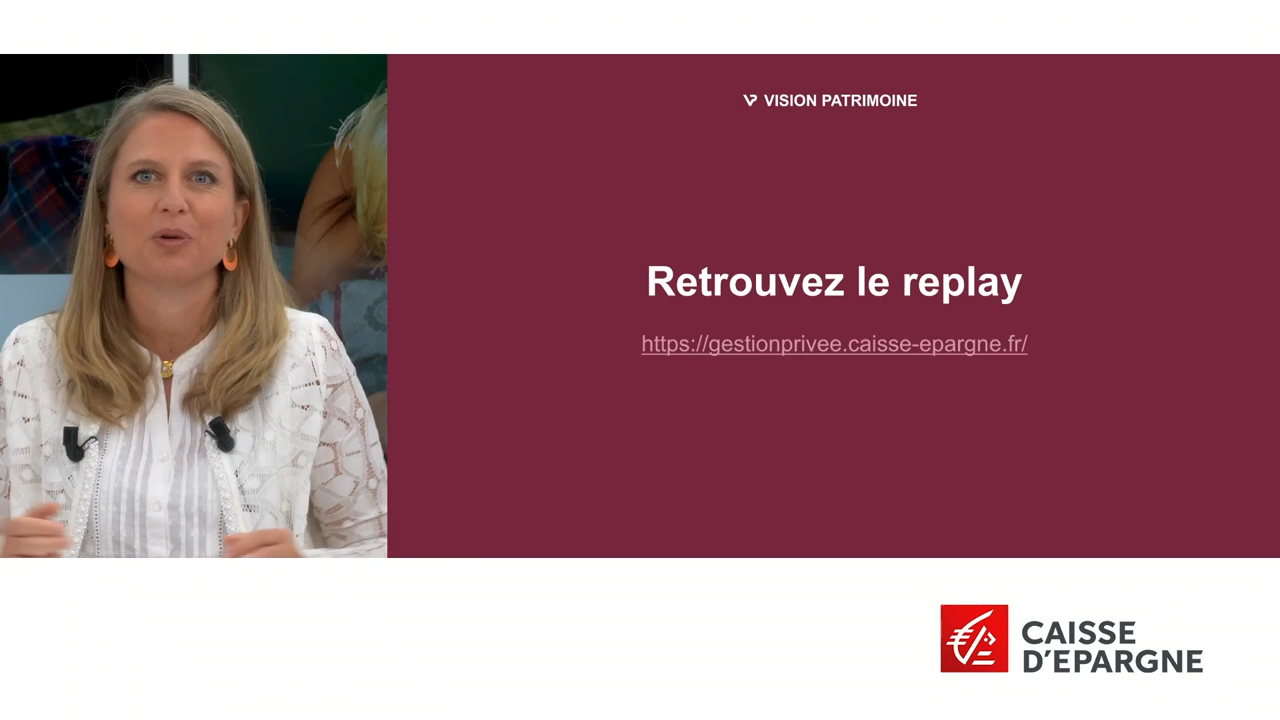 VISION PATRIMOINE
Retrouvez le replay
https://gestionprivee.caisse-epargne.fr/
CAISSE
D'EPARGNE